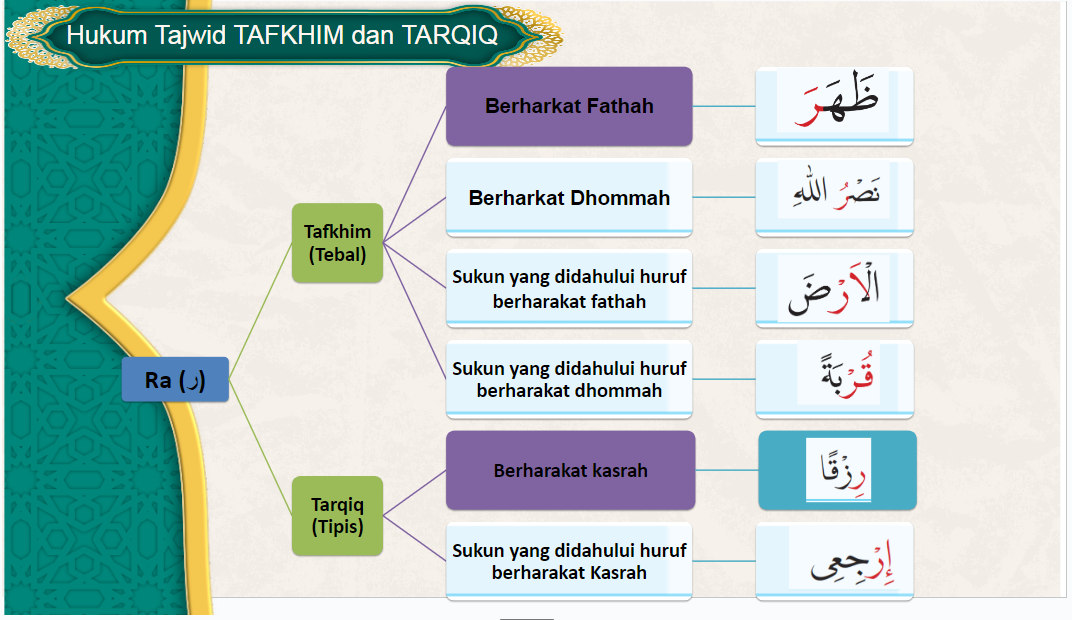 Hukum Tajwid TAFKHIM dan TARQIQ
Ra (ر)
Tafkhim
(Tebal)
Berharkat Fathah
ظَهَرَ
Berharkat Dhommah
نَصْرُ اللهِ
Sukun yang didahului huruf
berharakat fathah
الْاَرْضَ
Sukun yang didahului huruf
berharakat dhommah
قُرْبَةً
Tarqiq
(Tipis)
Berharakat kasrah
رِزْقًا
Sukun yang didahului huruf
berharakat Kasrah
إِرْجِعِى